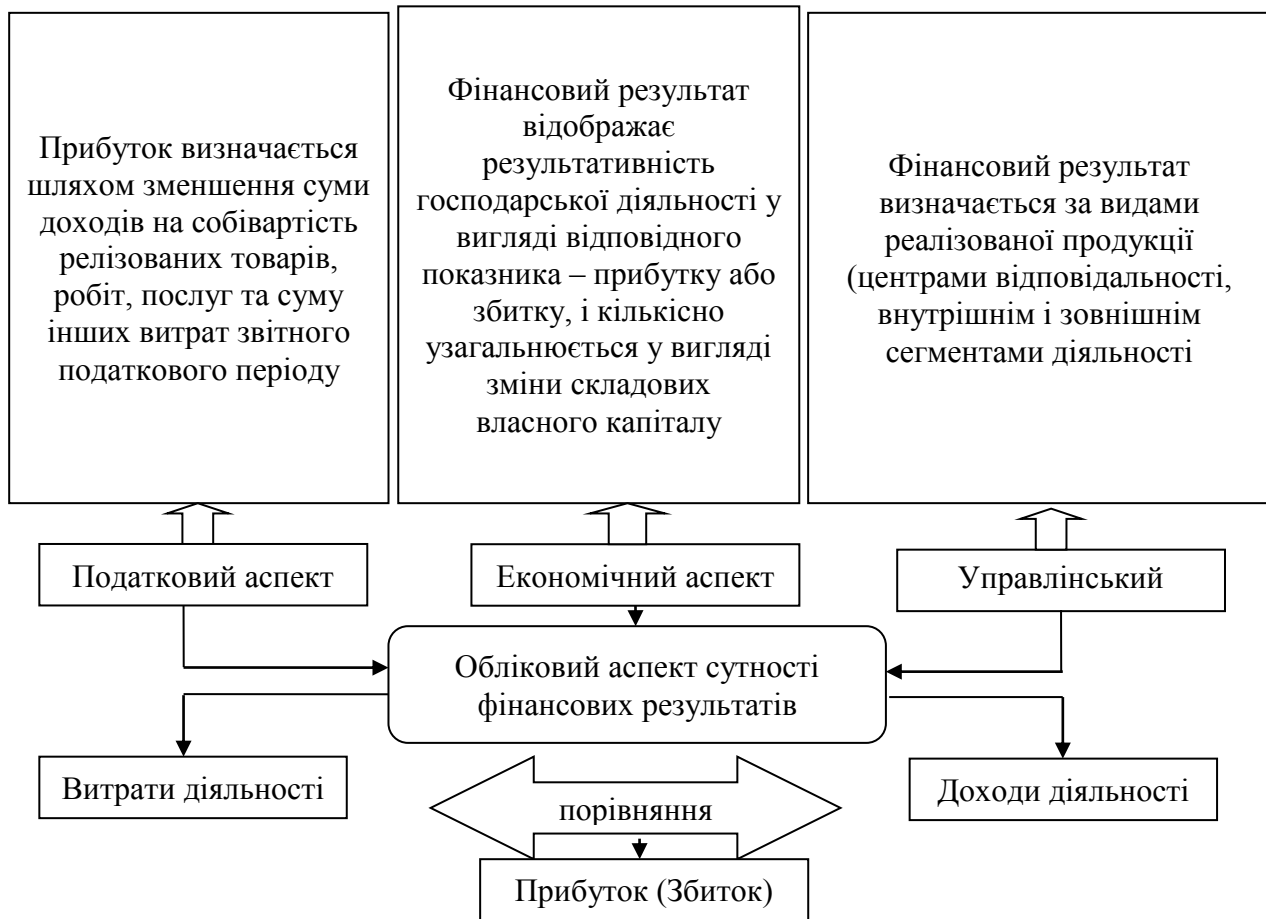 Прибуток визначається
шляхом зменшення суми
доходів на собівартість
релізованих товарів,
робіт, послуг та суму
інших витрат звітного
податкового періоду
Фінансовий результат
відображає
результативність
господарської діяльності у
вигляді відповідного
показника – прибутку або
збитку, і кількісно
узагальнюється у вигляді
зміни складових
власного капіталу
Фінансовий результат
визначається за видами
реалізованої продукції
(центрами відповідальності,
внутрішнім і зовнішнім
сегментами діяльності
Податковий аспект
Економічний аспект
Управлінський
Обліковий аспект сутності
фінансових результатів
Витрати діяльності
порівняння
Доходи діяльності
Прибуток (Збиток)